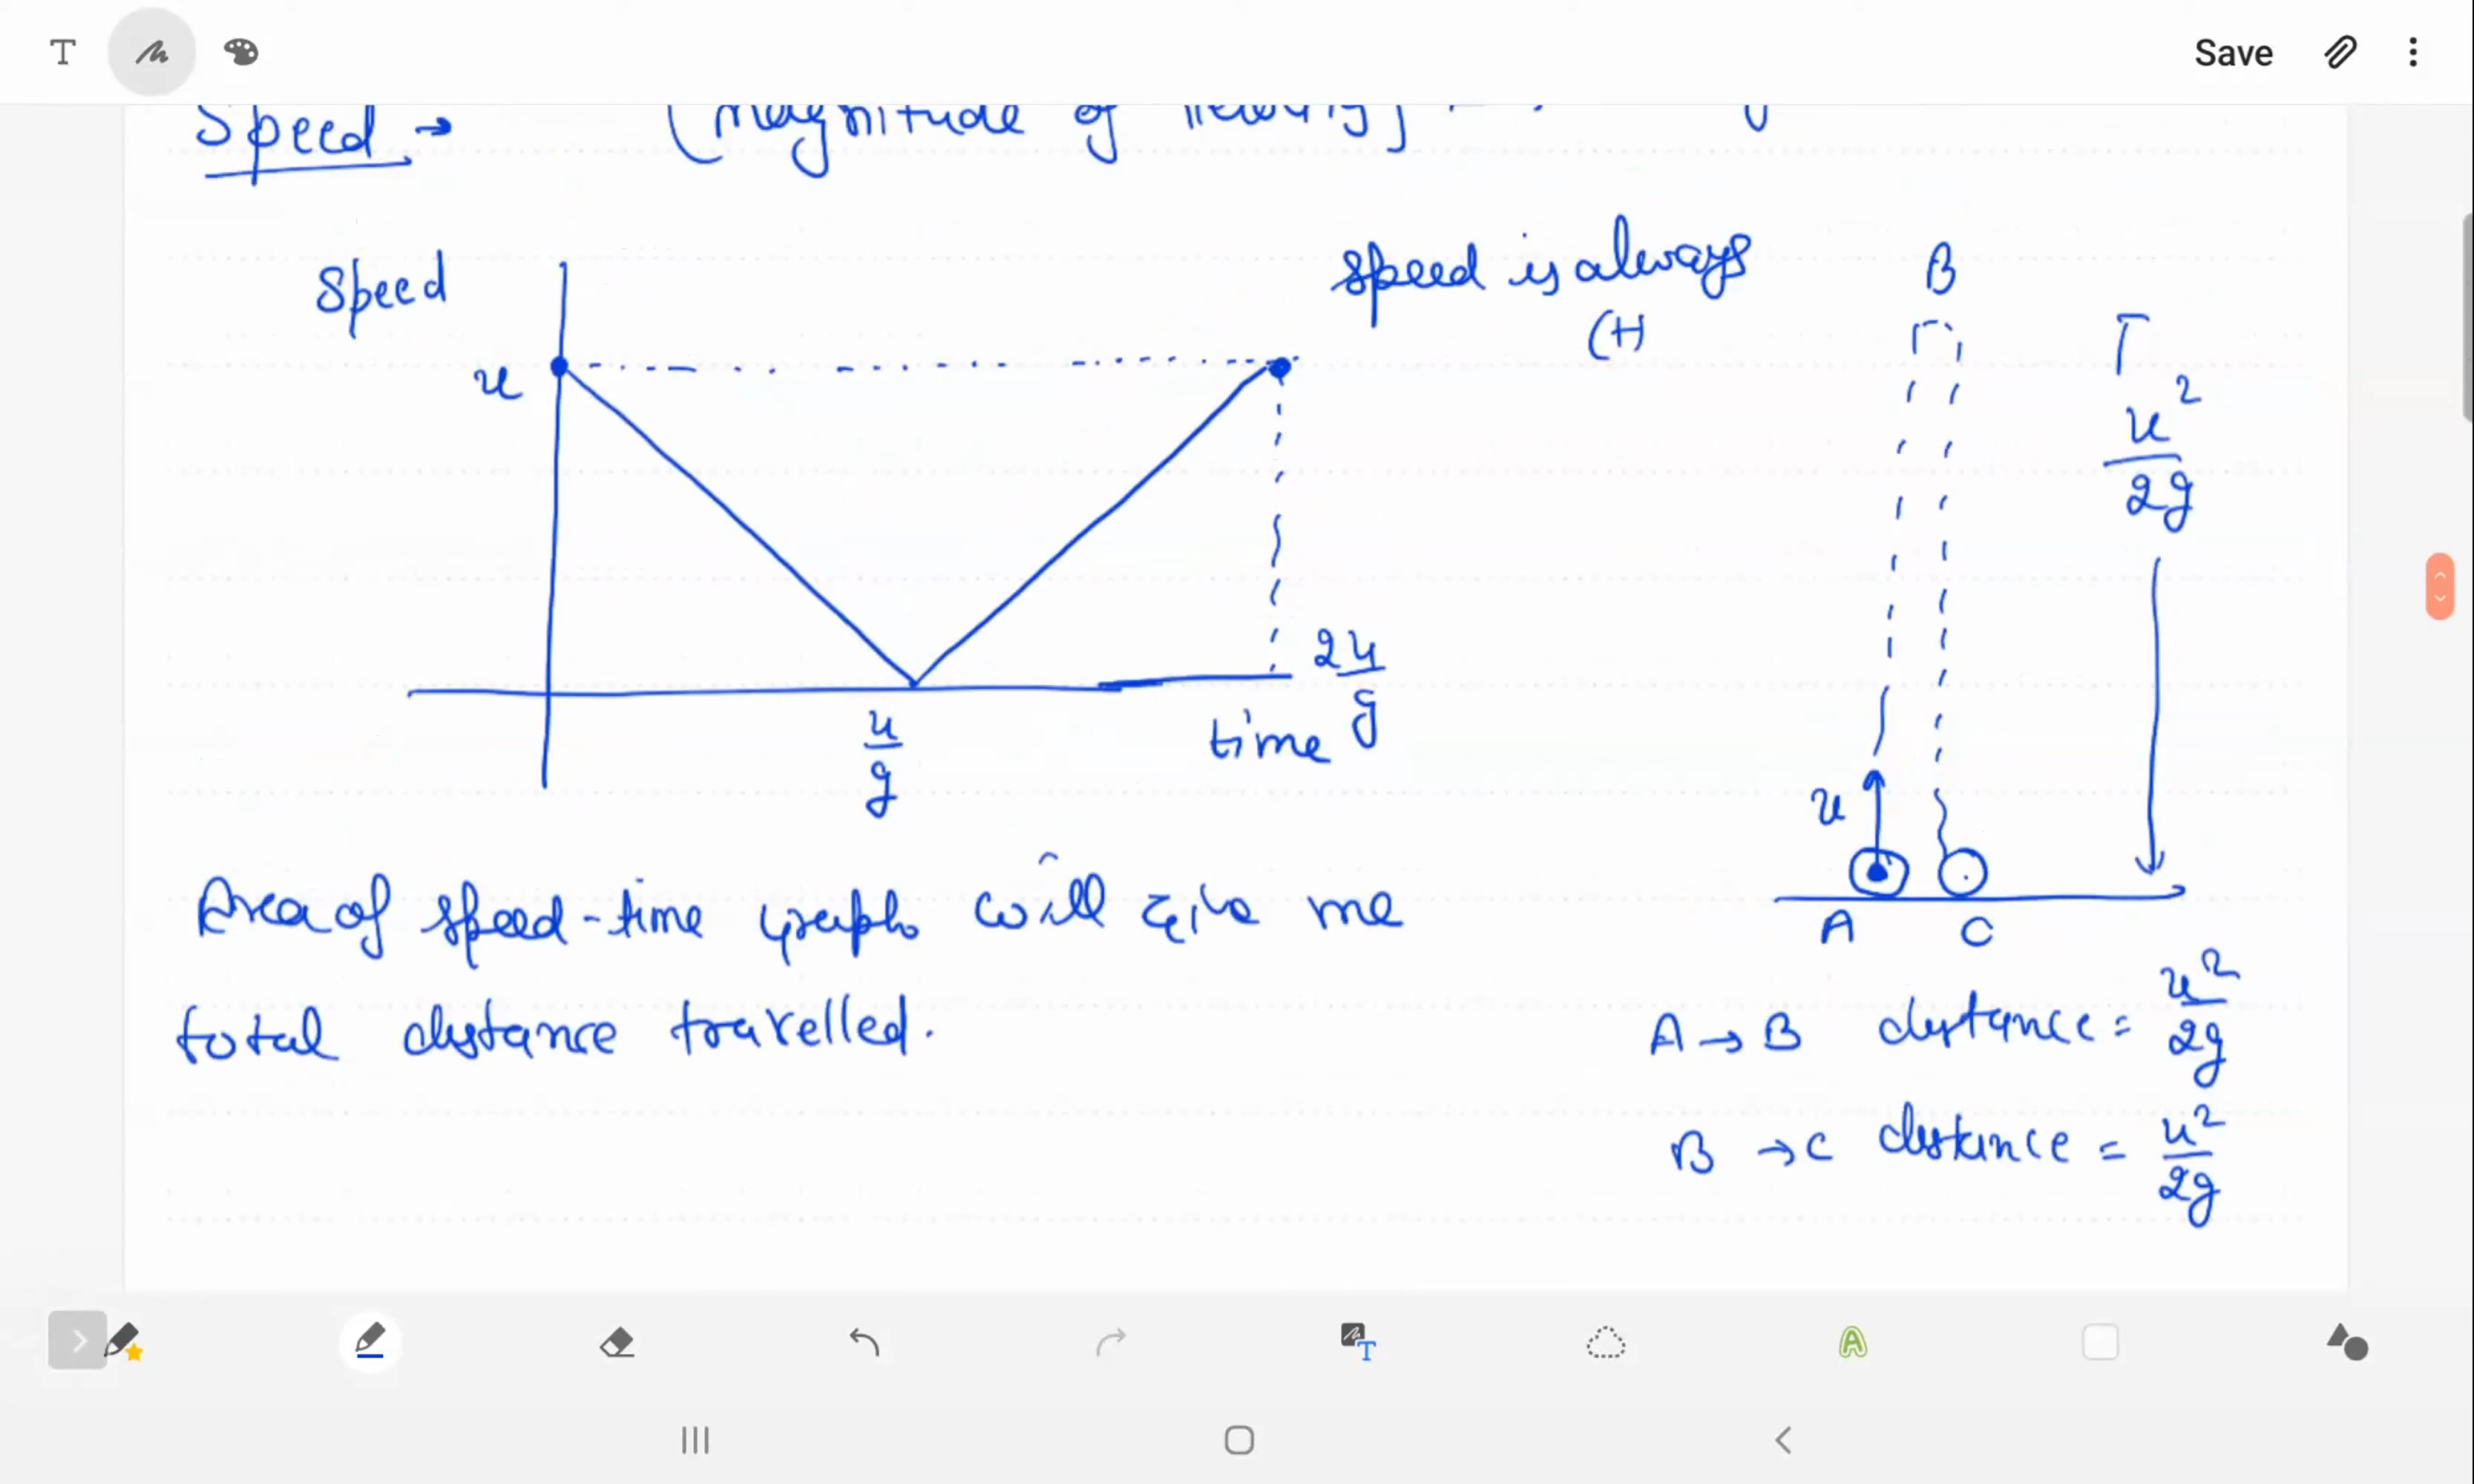 Save
Speed → (magnitude of
Speed
speed is always
(+)
B
u
u²/2g
2u/g
u/g
time
u
A C
Area of speed-time graph will give me
total distance travelled.
A → B distance = u²/2g
B → C distance = u²/2g